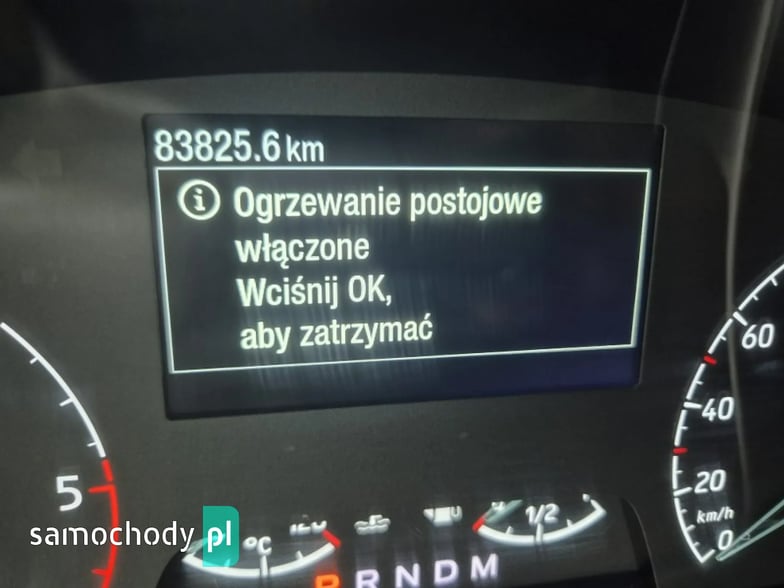 83825.6 km
Ogrzewanie postojowe
włączone
Wciśnij OK,
aby zatrzymać
60
40
20
km/h
0
5
1/2
°C
P R N D M
samochody pl